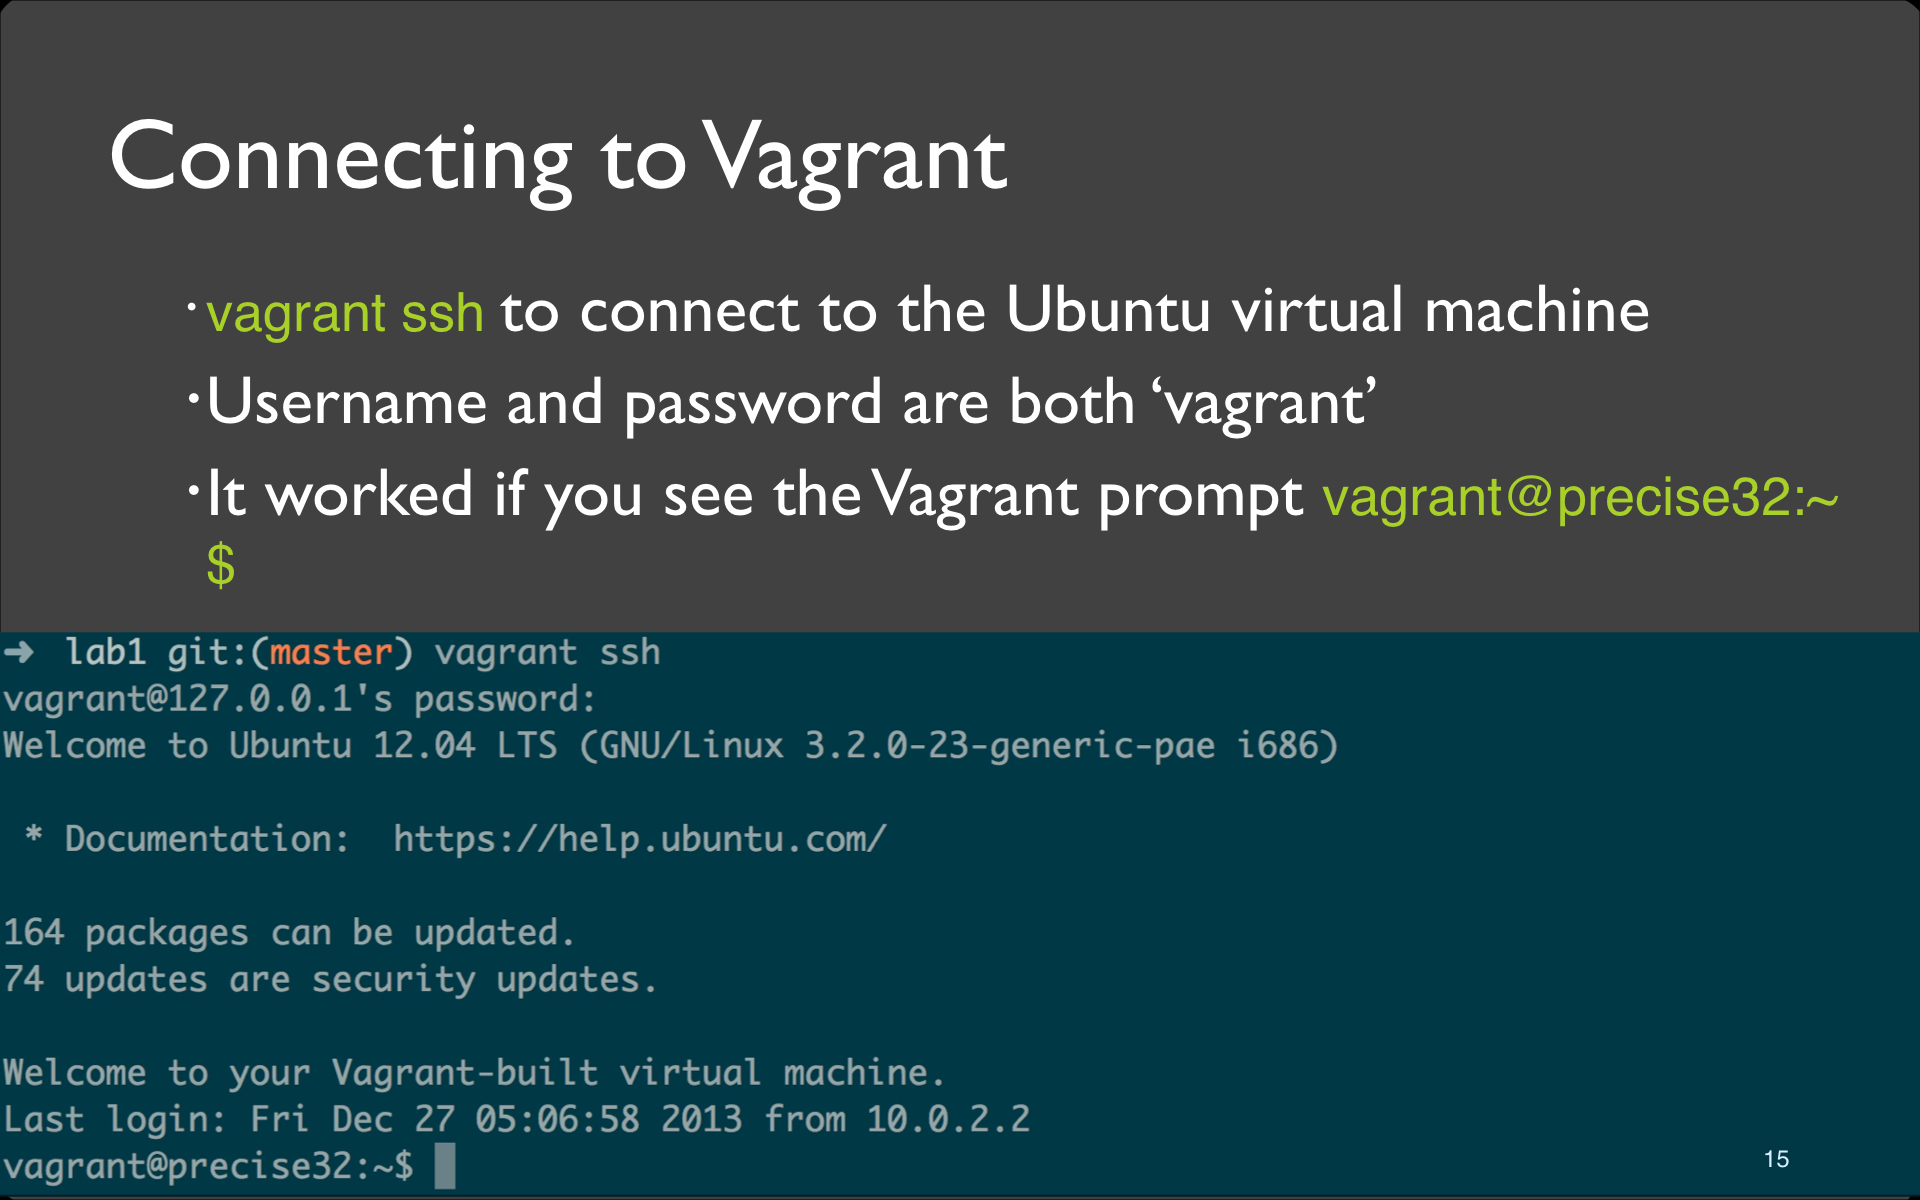 Connecting to Vagrant
·vagrant ssh to connect to the Ubuntu virtual machine
·Username and password are both ‘vagrant’
·It worked if you see the Vagrant prompt vagrant@precise32:~
$
➜  lab1 git:(master) vagrant ssh
vagrant@127.0.0.1's password:
Welcome to Ubuntu 12.04 LTS (GNU/Linux 3.2.0-23-generic-pae i686)
 * Documentation:  https://help.ubuntu.com/
164 packages can be updated.
74 updates are security updates.
Welcome to your Vagrant-built virtual machine.
Last login: Fri Dec 27 05:06:58 2013 from 10.0.2.2
vagrant@precise32:~$
15